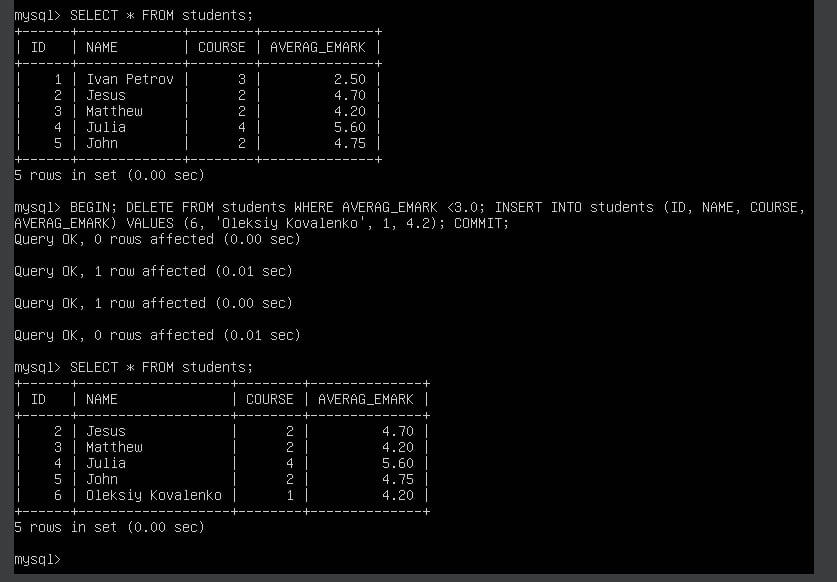 mysql> SELECT * FROM students;
+------+-------------+--------+--------------+
| ID   | NAME        | COURSE | AVERAG_EMARK |
+------+-------------+--------+--------------+
|    1 | Ivan Petrov |      3 |         2.50 |
|    2 | Jesus       |      2 |         4.70 |
|    3 | Matthew     |      2 |         4.20 |
|    4 | Julia       |      4 |         5.60 |
|    5 | John        |      2 |         4.75 |
+------+-------------+--------+--------------+
5 rows in set (0.00 sec)
mysql> BEGIN; DELETE FROM students WHERE AVERAG_EMARK <3.0; INSERT INTO students (ID, NAME, COURSE,
AVERAG_EMARK) VALUES (6, 'Oleksiy Kovalenko', 1, 4.2); COMMIT;
Query OK, 0 rows affected (0.00 sec)
Query OK, 1 row affected (0.01 sec)
Query OK, 1 row affected (0.00 sec)
Query OK, 0 rows affected (0.01 sec)
mysql> SELECT * FROM students;
+------+-------------------+--------+--------------+
| ID   | NAME              | COURSE | AVERAG_EMARK |
+------+-------------------+--------+--------------+
|    2 | Jesus             |      2 |         4.70 |
|    3 | Matthew           |      2 |         4.20 |
|    4 | Julia             |      4 |         5.60 |
|    5 | John              |      2 |         4.75 |
|    6 | Oleksiy Kovalenko |      1 |         4.20 |
+------+-------------------+--------+--------------+
5 rows in set (0.00 sec)
mysql>